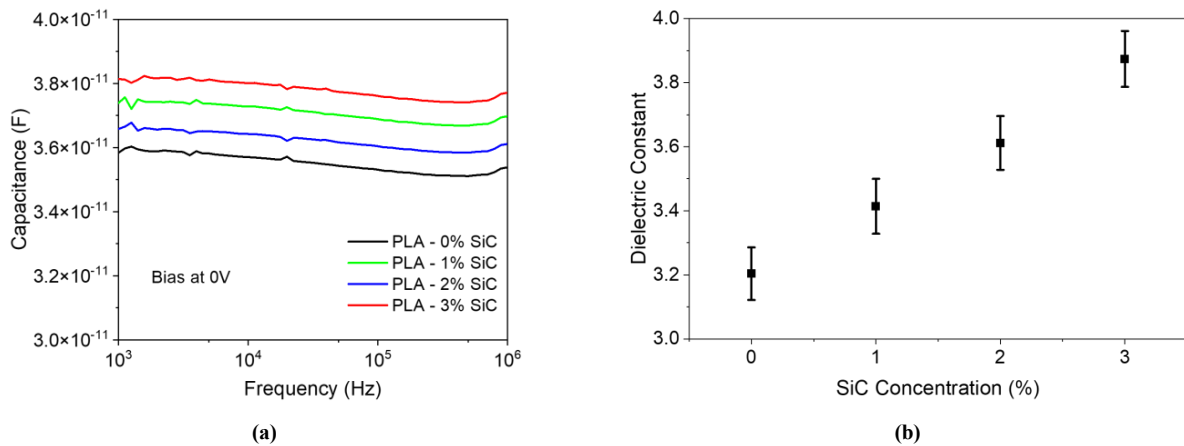 4.0×10⁻¹¹
3.8×10⁻¹¹
3.6×10⁻¹¹
3.4×10⁻¹¹
3.2×10⁻¹¹
3.0×10⁻¹¹
Capacitance (F)
PLA - 0% SiC
PLA - 1% SiC
PLA - 2% SiC
PLA - 3% SiC
Bias at 0V
10³ 10⁴ 10⁵ 10⁶
Frequency (Hz)
(a)
4.0
3.8
3.6
3.4
3.2
3.0
Dielectric Constant
0 1 2 3
SiC Concentration (%)
(b)